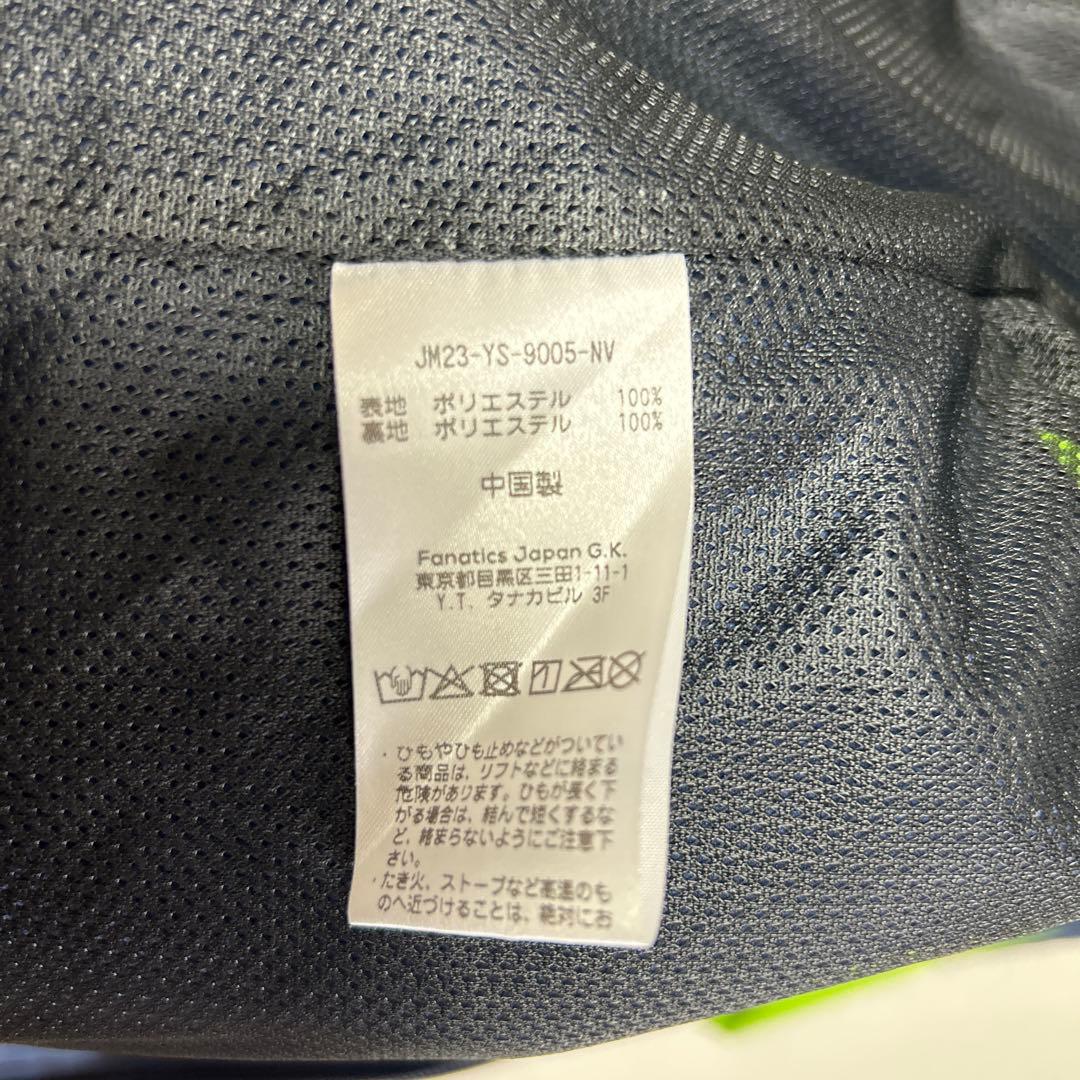 JM23-YS-9005-NV
表地 ポリエステル 100%
裏地 ポリエステル 100%
中国製
Fanatics Japan G.K.
東京都目黒区三田1-11-1
Y.T. タナカビル 3F
・ひもやひも止めなどがついてい
る商品は、リフトなどに絡まる
危険があります。ひもが長く下
がる場合は、結んで短くするな
ど、絡まらないようにご注意下
さい。
・たき火、ストーブなど高温のも
のへ近づけることは、絶対にお